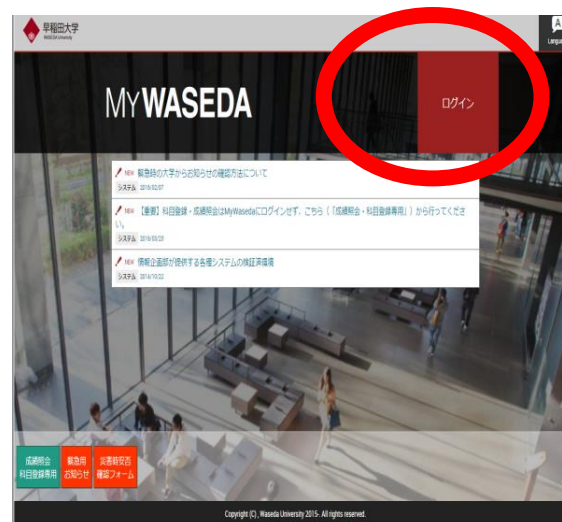 早稲田大学
WASEDA University
Language
MYWASEDA
ログイン
NEW 緊急時の大学からお知らせの確認方法について
システム 2019/02/07
NEW 【重要】科目登録・成績照会はMyWasedaにログインせず、こちら(「成績照会・科目登録専用」)から行ってくださ
い。
システム
NEW 情報企画部が提供する各種システムの検証済環境
システム 2014/10/22
成績照会 緊急用 災害時安否
科目登録専用 お知らせ 確認フォーム
Copyright (C) , Waseda University 2015-. All rights reserved.